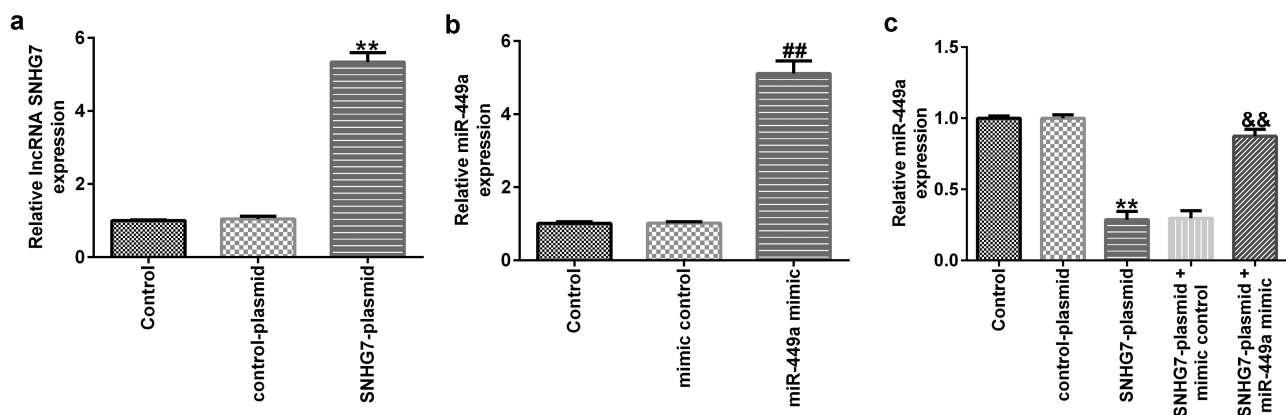 a
Relative lncRNA SNHG7
expression
6
4
2
0
**
Control
control-plasmid
SNHG7-plasmid
b
Relative miR-449a
expression
6
4
2
0
##
Control
mimic control
miR-449a mimic
c
Relative miR-449a
expression
1.5
1.0
0.5
0.0
**
&&
Control
control-plasmid
SNHG7-plasmid
SNHG7-plasmid +
mimic control
SNHG7-plasmid +
miR-449a mimic